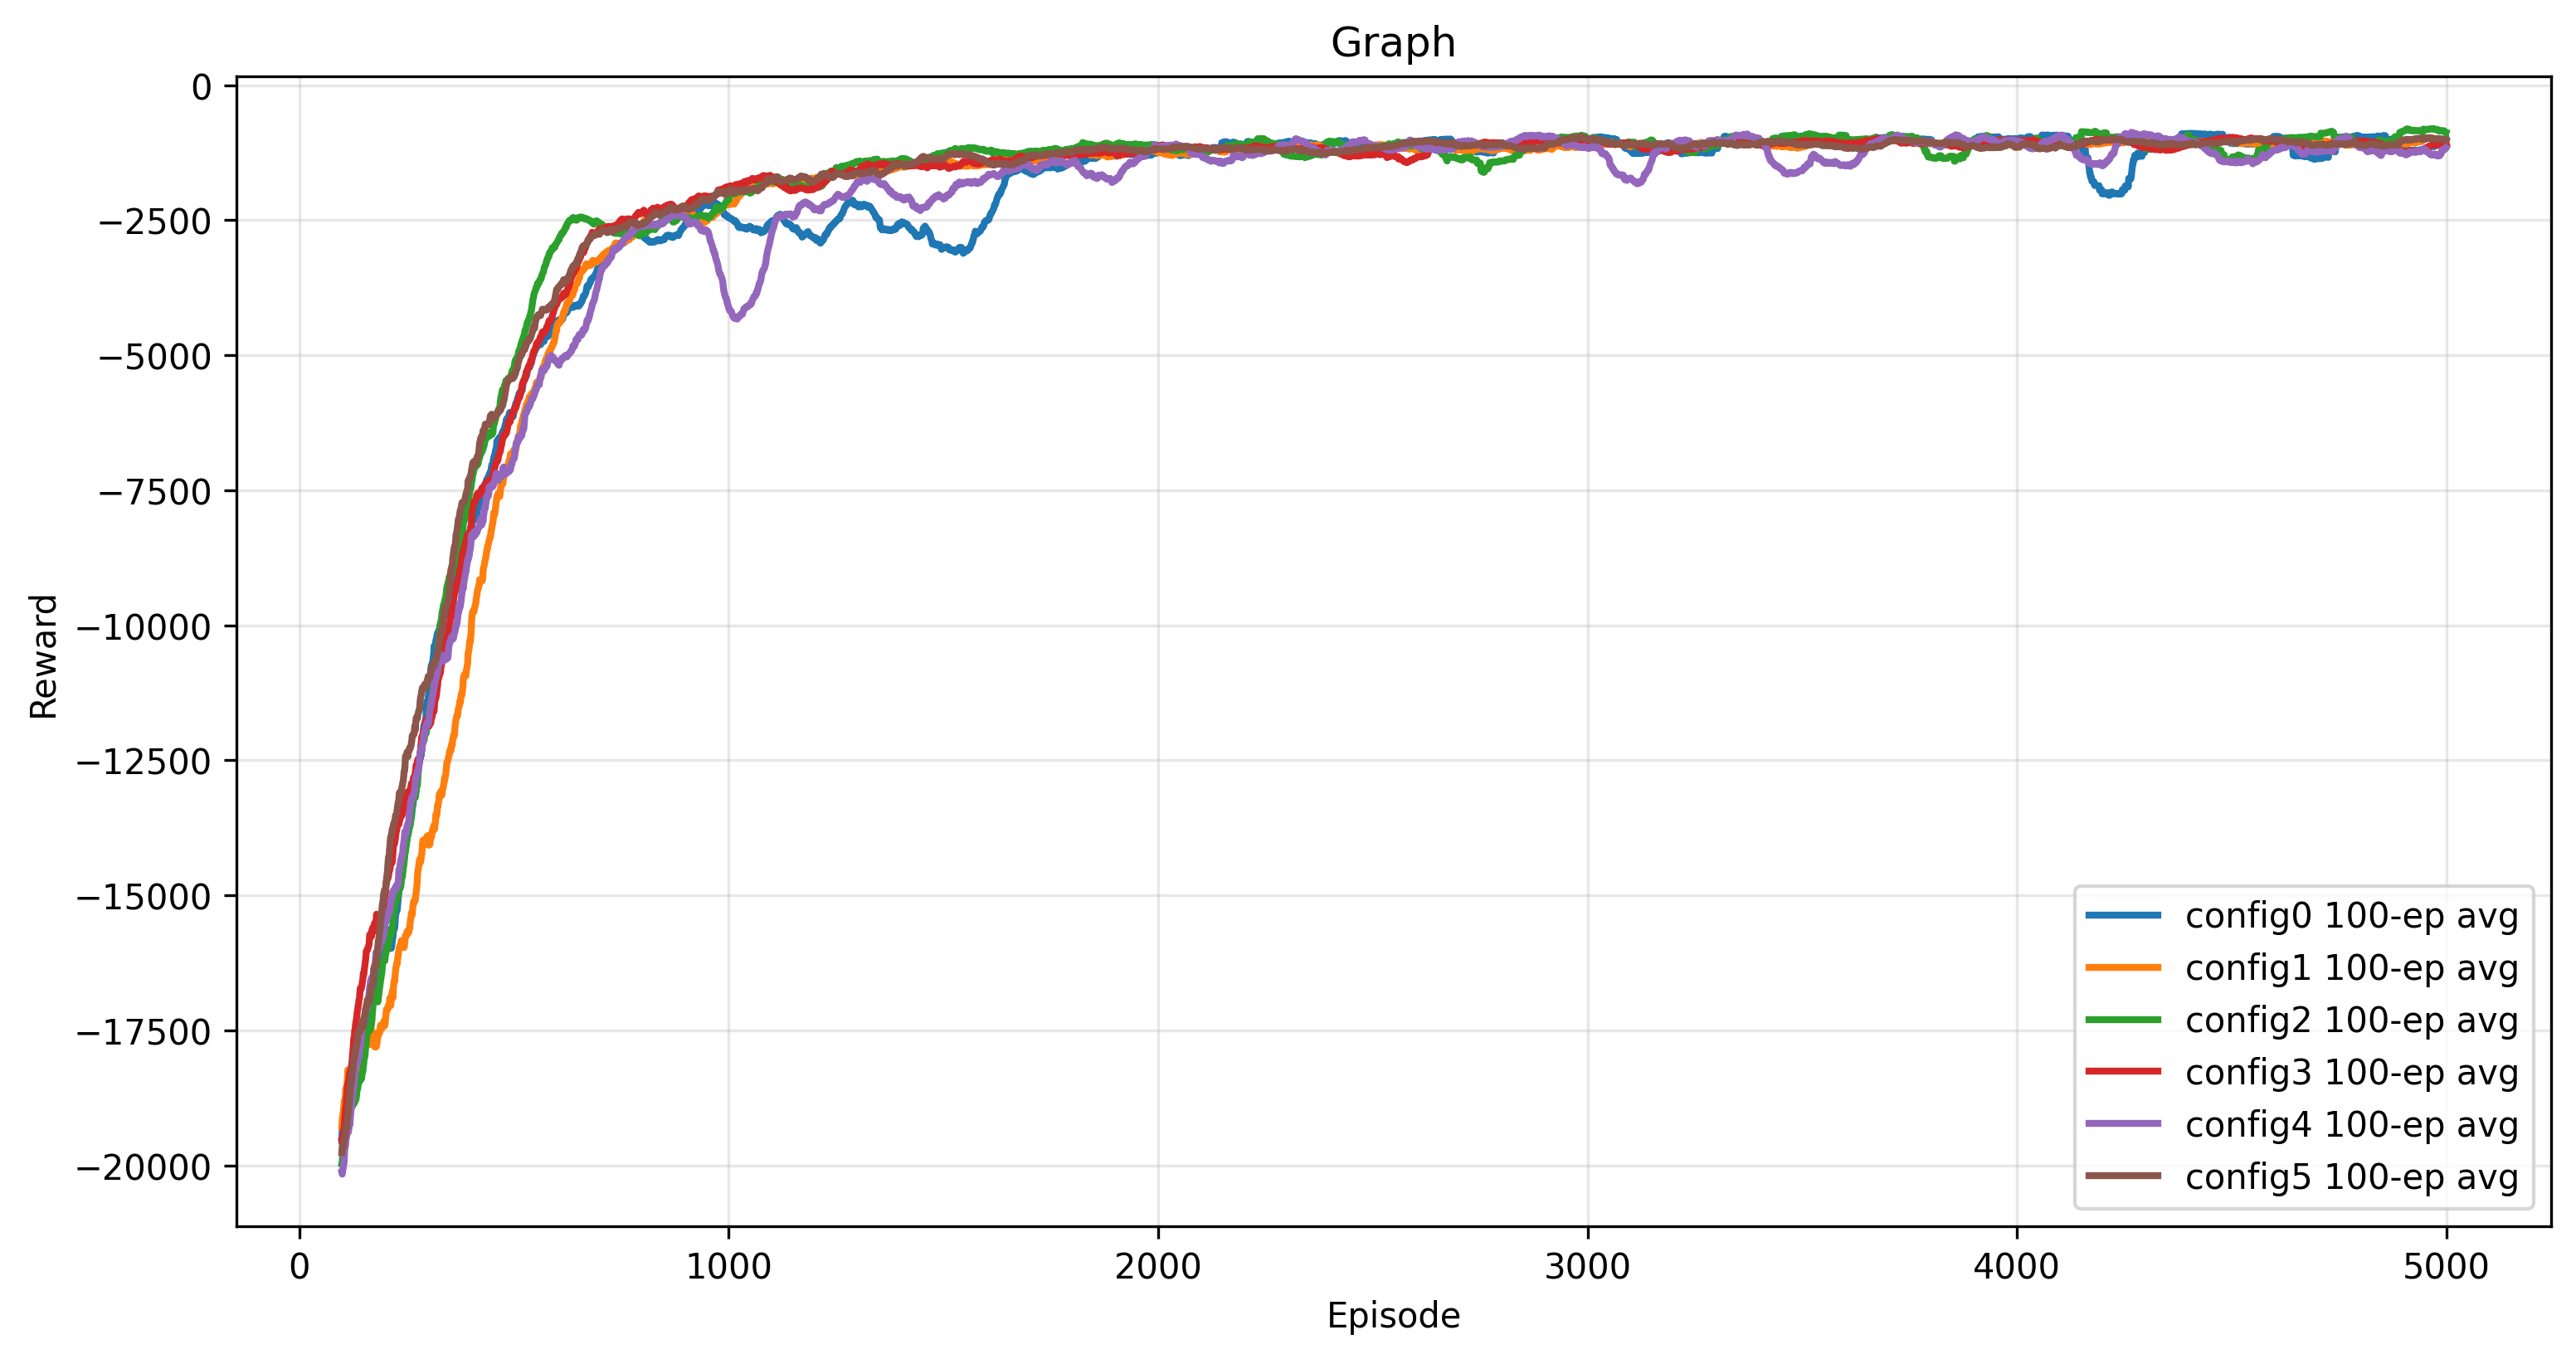 Graph
0
−2500
−5000
−7500
−10000
−12500
−15000
−17500
−20000
Reward
0 1000 2000 3000 4000 5000
Episode
config0 100-ep avg
config1 100-ep avg
config2 100-ep avg
config3 100-ep avg
config4 100-ep avg
config5 100-ep avg